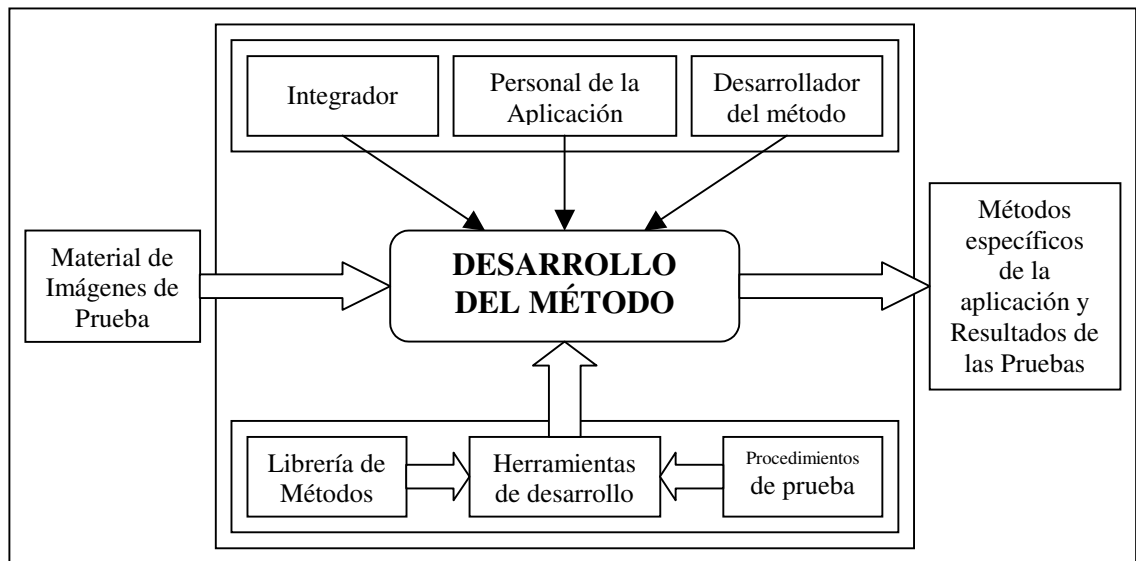 Integrador
Personal de la
Aplicación
Desarrollador
del método
Material de
Imágenes de
Prueba
DESARROLLO
DEL MÉTODO
Métodos
específicos
de la
aplicación y
Resultados de
las Pruebas
Librería de
Métodos
Herramientas
de desarrollo
Procedimientos
de prueba